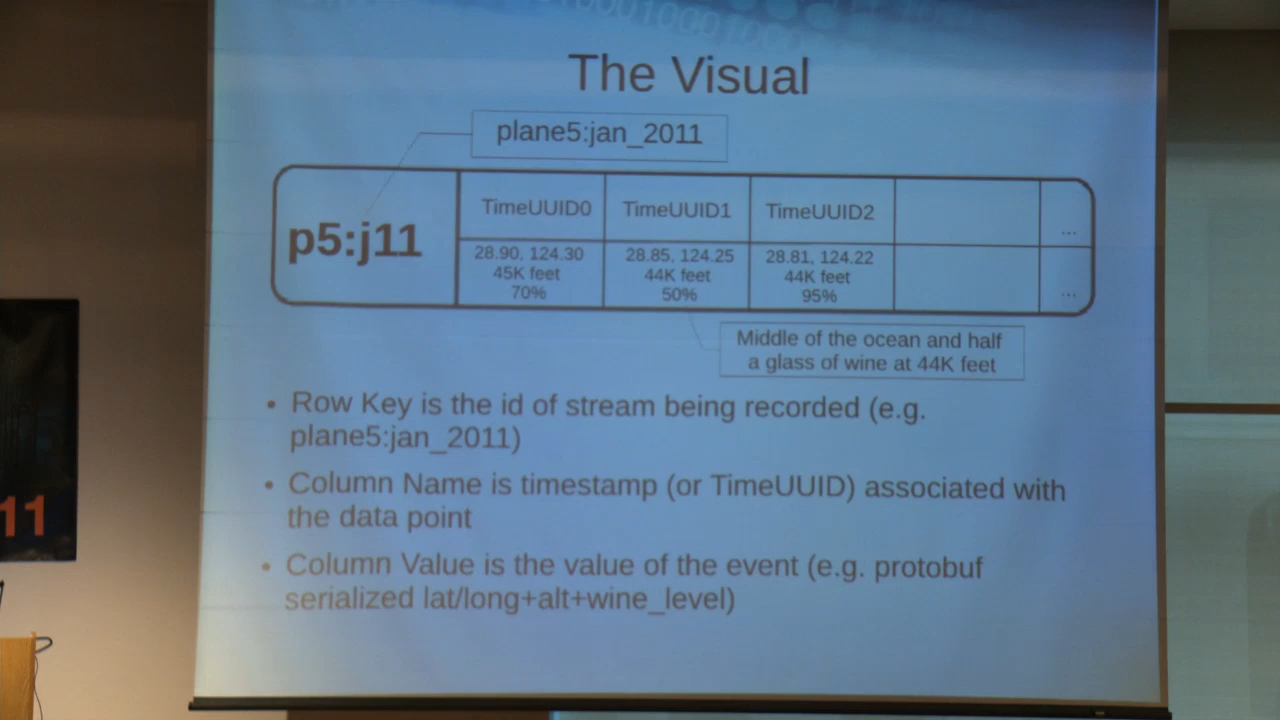 The Visual
plane5:jan_2011
p5:j11
TimeUUID0
TimeUUID1
TimeUUID2
...
28.90, 124.30
45K feet
70%
28.85, 124.25
44K feet
50%
28.81, 124.22
44K feet
95%
...
Middle of the ocean and half
a glass of wine at 44K feet
• Row Key is the id of stream being recorded (e.g.
plane5:jan_2011)
• Column Name is timestamp (or TimeUUID) associated with
the data point
• Column Value is the value of the event (e.g. protobuf
serialized lat/long+alt+wine_level)
11